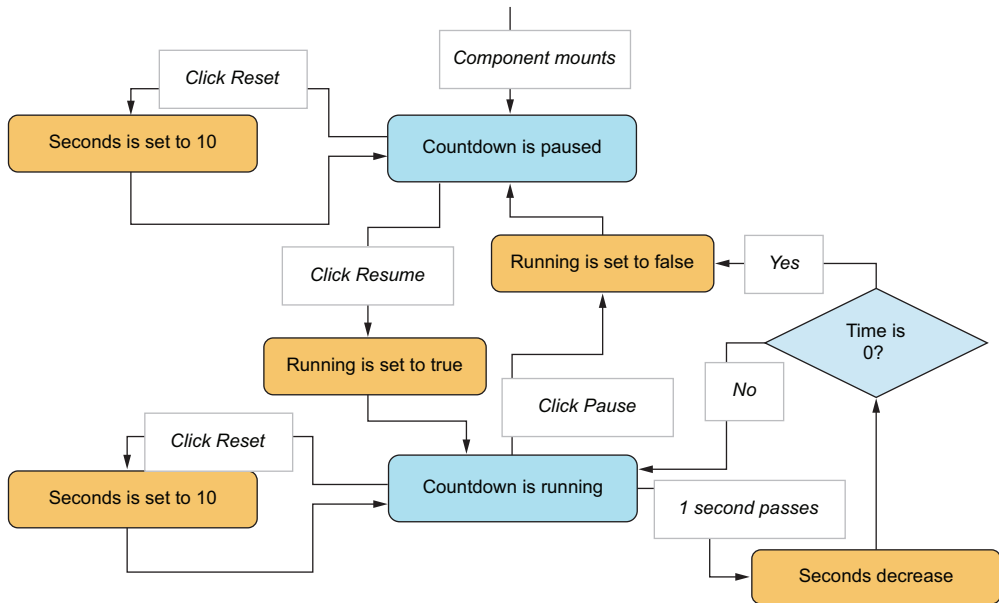 Component mounts
Click Reset
Seconds is set to 10
Countdown is paused
Click Resume
Running is set to false
Yes
Time is
0?
Running is set to true
No
Click Pause
Click Reset
Seconds is set to 10
Countdown is running
1 second passes
Seconds decrease